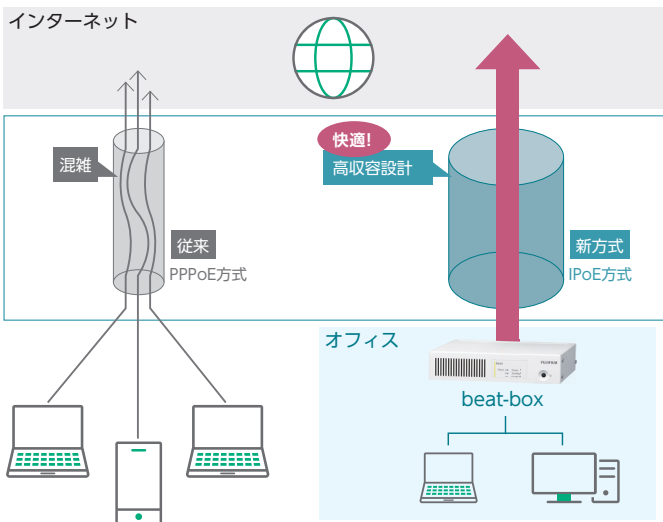 インターネット
混雑
快適!
高収容設計
従来
PPPoE方式
新方式
IPoE方式
オフィス
FUJIFILM
beat-box